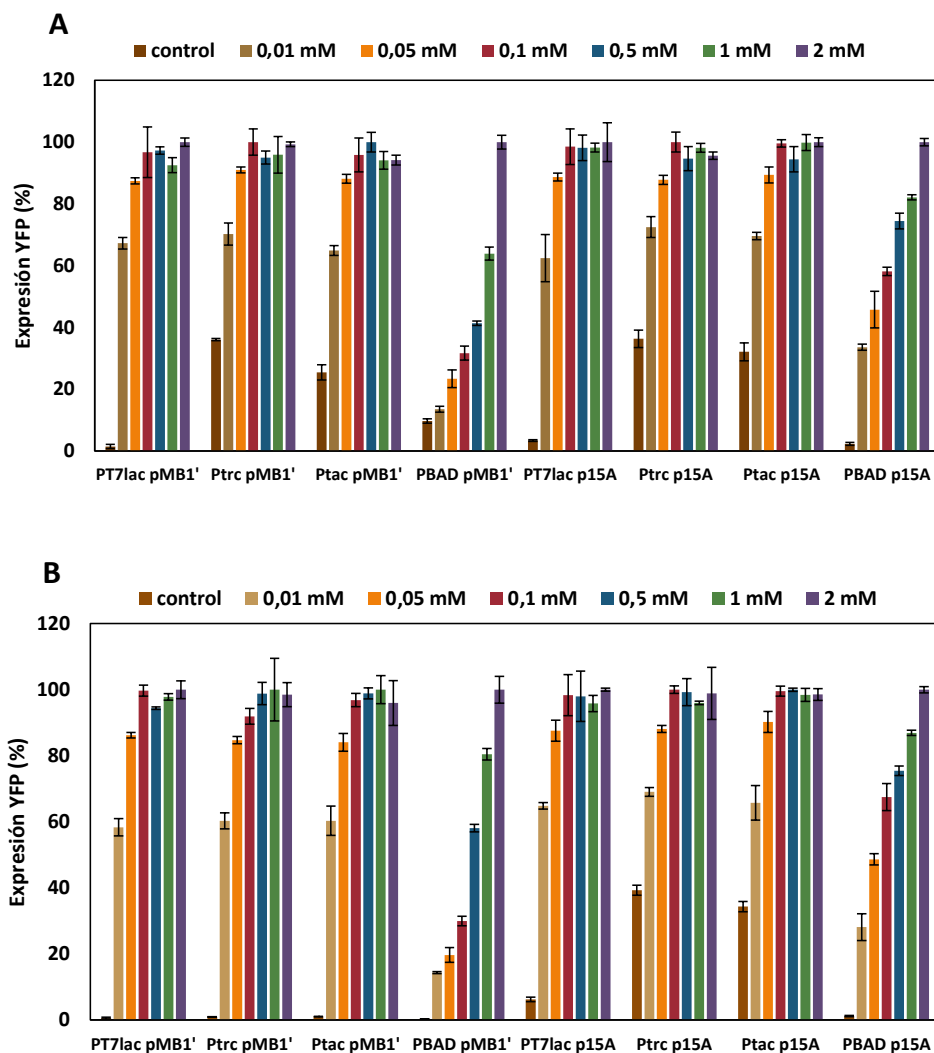 A
control 0,01 mM 0,05 mM 0,1 mM 0,5 mM 1 mM 2 mM
120
100
80
60
40
20
0
Expresión YFP (%)
PT7lac pMB1' Ptrc pMB1' Ptac pMB1' PBAD pMB1' PT7lac p15A Ptrc p15A Ptac p15A PBAD p15A
B
control 0,01 mM 0,05 mM 0,1 mM 0,5 mM 1 mM 2 mM
120
100
80
60
40
20
0
Expresión YFP (%)
PT7lac pMB1' Ptrc pMB1' Ptac pMB1' PBAD pMB1' PT7lac p15A Ptrc p15A Ptac p15A PBAD p15A